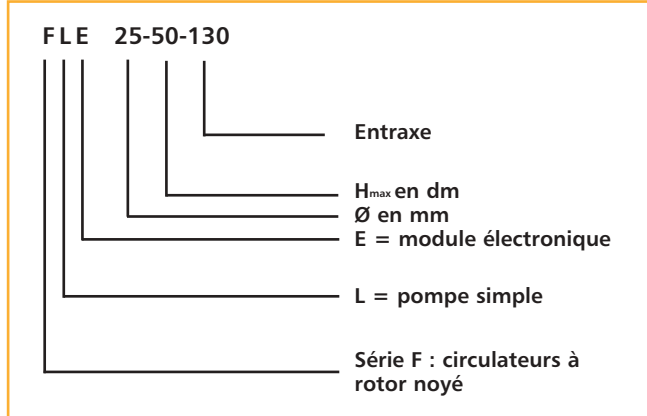 FLE 25-50-130
Entraxe
Hmax en dm
Ø en mm
E = module électronique
L = pompe simple
Série F : circulateurs à
rotor noyé